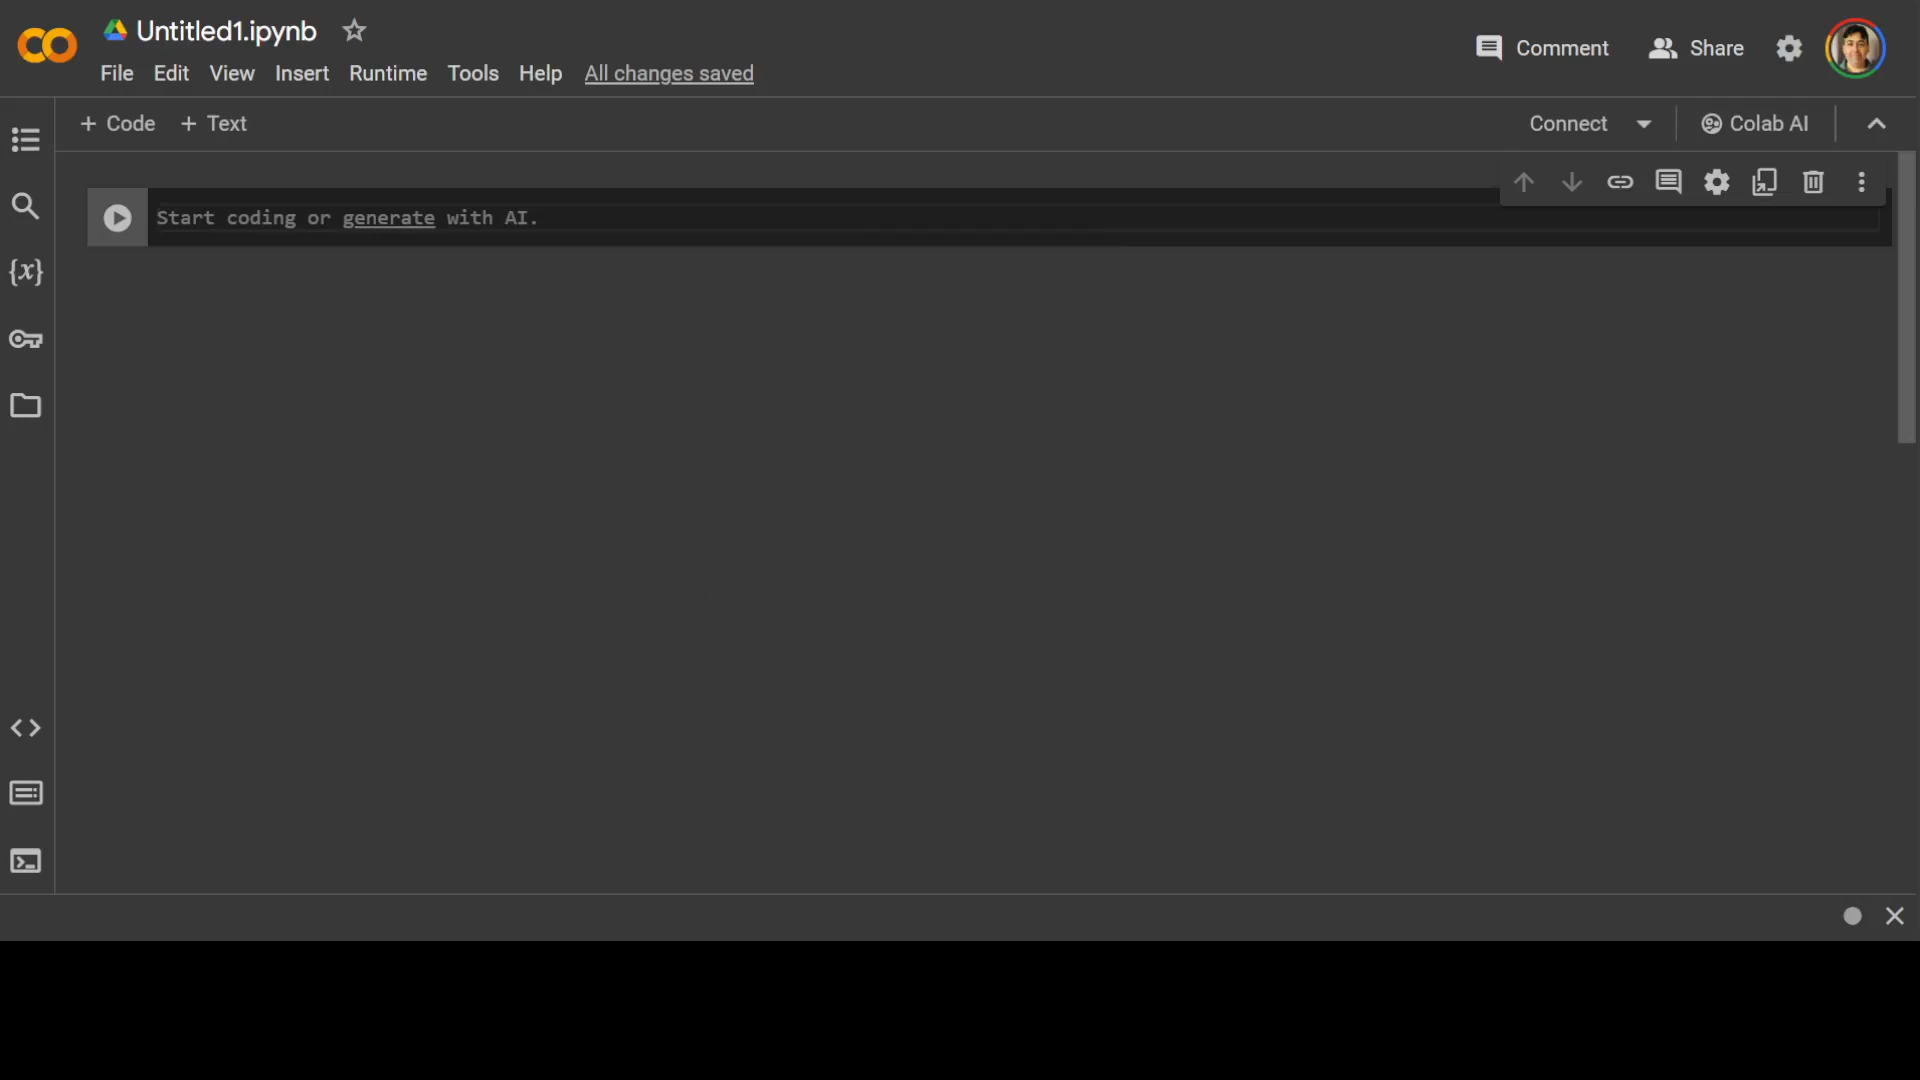 Untitled1.ipynb
File Edit View Insert Runtime Tools Help All changes saved
Comment Share
+ Code + Text
Connect Colab AI
Start coding or generate with AI.
{x}